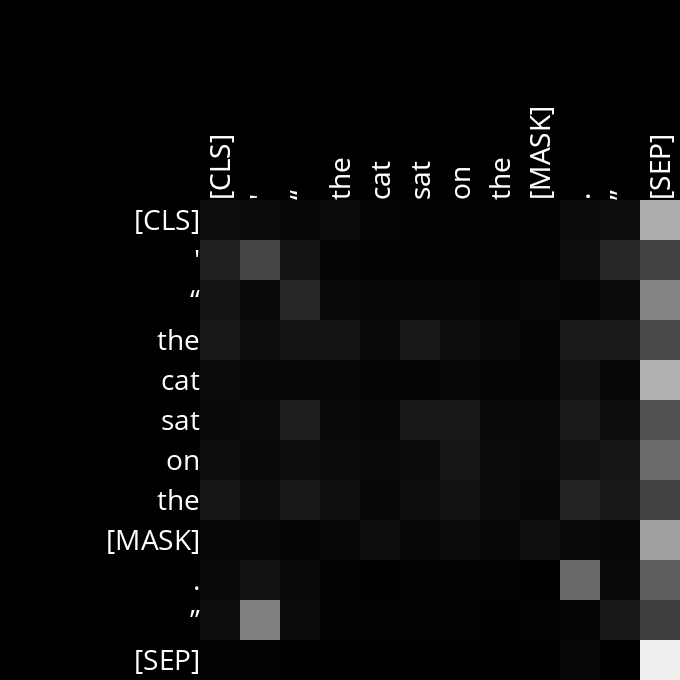 [CLS] ' “ the cat sat on the [MASK] . ” [SEP]
[CLS]
'
“
the
cat
sat
on
the
[MASK]
.
”
[SEP]